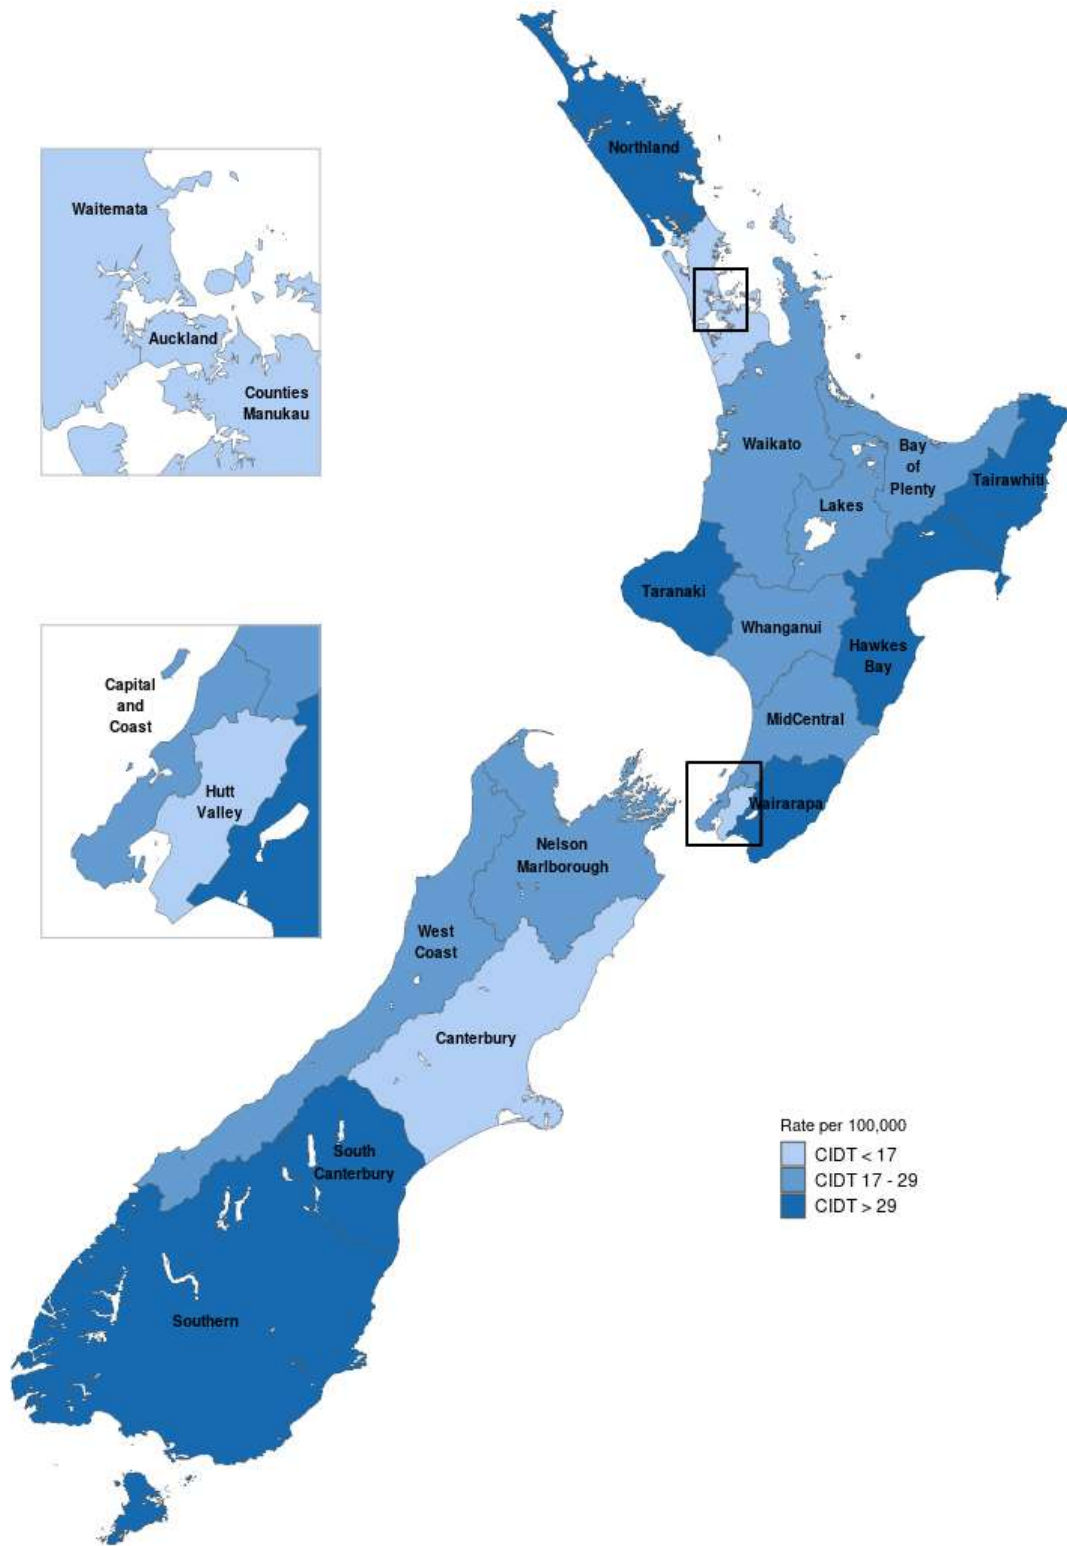 Northland
Waitemata
Auckland
Counties
Manukau
Waikato
Bay
of
Plenty
Tairawhiti
Lakes
Taranaki
Whanganui
Hawkes
Bay
MidCentral
Wairarapa
Capital
and
Coast
Hutt
Valley
Nelson
Marlborough
West
Coast
Canterbury
South
Canterbury
Southern
Rate per 100,000
CIDT < 17
CIDT 17 - 29
CIDT > 29